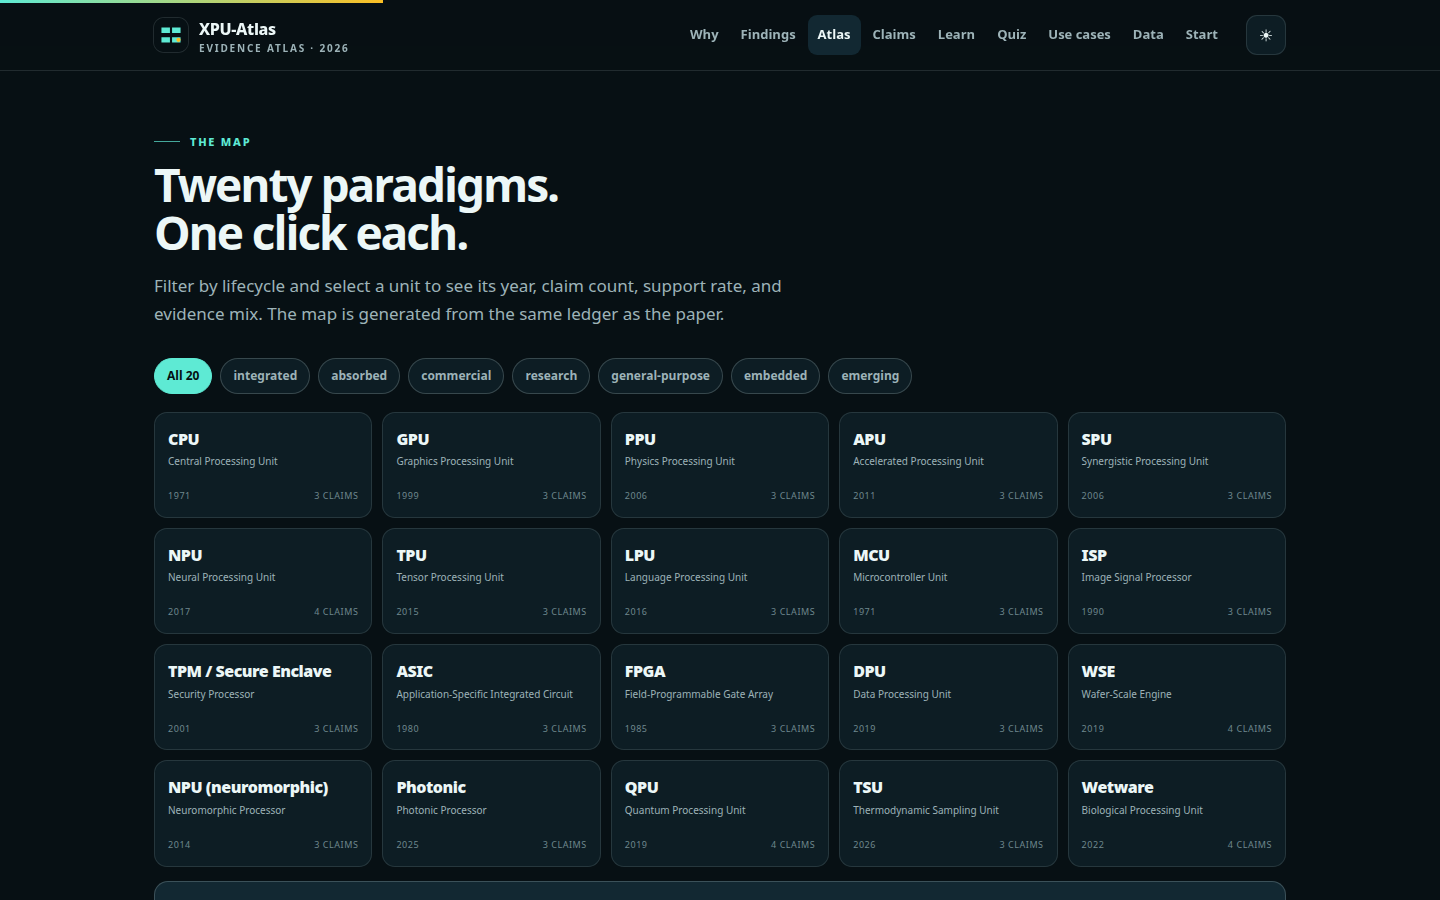 XPU-Atlas
EVIDENCE ATLAS · 2026
Why
Findings
Atlas
Claims
Learn
Quiz
Use cases
Data
Start
THE MAP
Twenty paradigms.
One click each.
Filter by lifecycle and select a unit to see its year, claim count, support rate, and
evidence mix. The map is generated from the same ledger as the paper.
All 20
integrated
absorbed
commercial
research
general-purpose
embedded
emerging
CPU
Central Processing Unit
1971
3 CLAIMS
GPU
Graphics Processing Unit
1999
3 CLAIMS
PPU
Physics Processing Unit
2006
3 CLAIMS
APU
Accelerated Processing Unit
2011
3 CLAIMS
SPU
Synergistic Processing Unit
2006
3 CLAIMS
NPU
Neural Processing Unit
2017
4 CLAIMS
TPU
Tensor Processing Unit
2015
3 CLAIMS
LPU
Language Processing Unit
2016
3 CLAIMS
MCU
Microcontroller Unit
1971
3 CLAIMS
ISP
Image Signal Processor
1990
3 CLAIMS
TPM / Secure Enclave
Security Processor
2001
3 CLAIMS
ASIC
Application-Specific Integrated Circuit
1980
3 CLAIMS
FPGA
Field-Programmable Gate Array
1985
3 CLAIMS
DPU
Data Processing Unit
2019
3 CLAIMS
WSE
Wafer-Scale Engine
2019
4 CLAIMS
NPU (neuromorphic)
Neuromorphic Processor
2014
3 CLAIMS
Photonic
Photonic Processor
2025
3 CLAIMS
QPU
Quantum Processing Unit
2019
4 CLAIMS
TSU
Thermodynamic Sampling Unit
2026
3 CLAIMS
Wetware
Biological Processing Unit
2022
4 CLAIMS